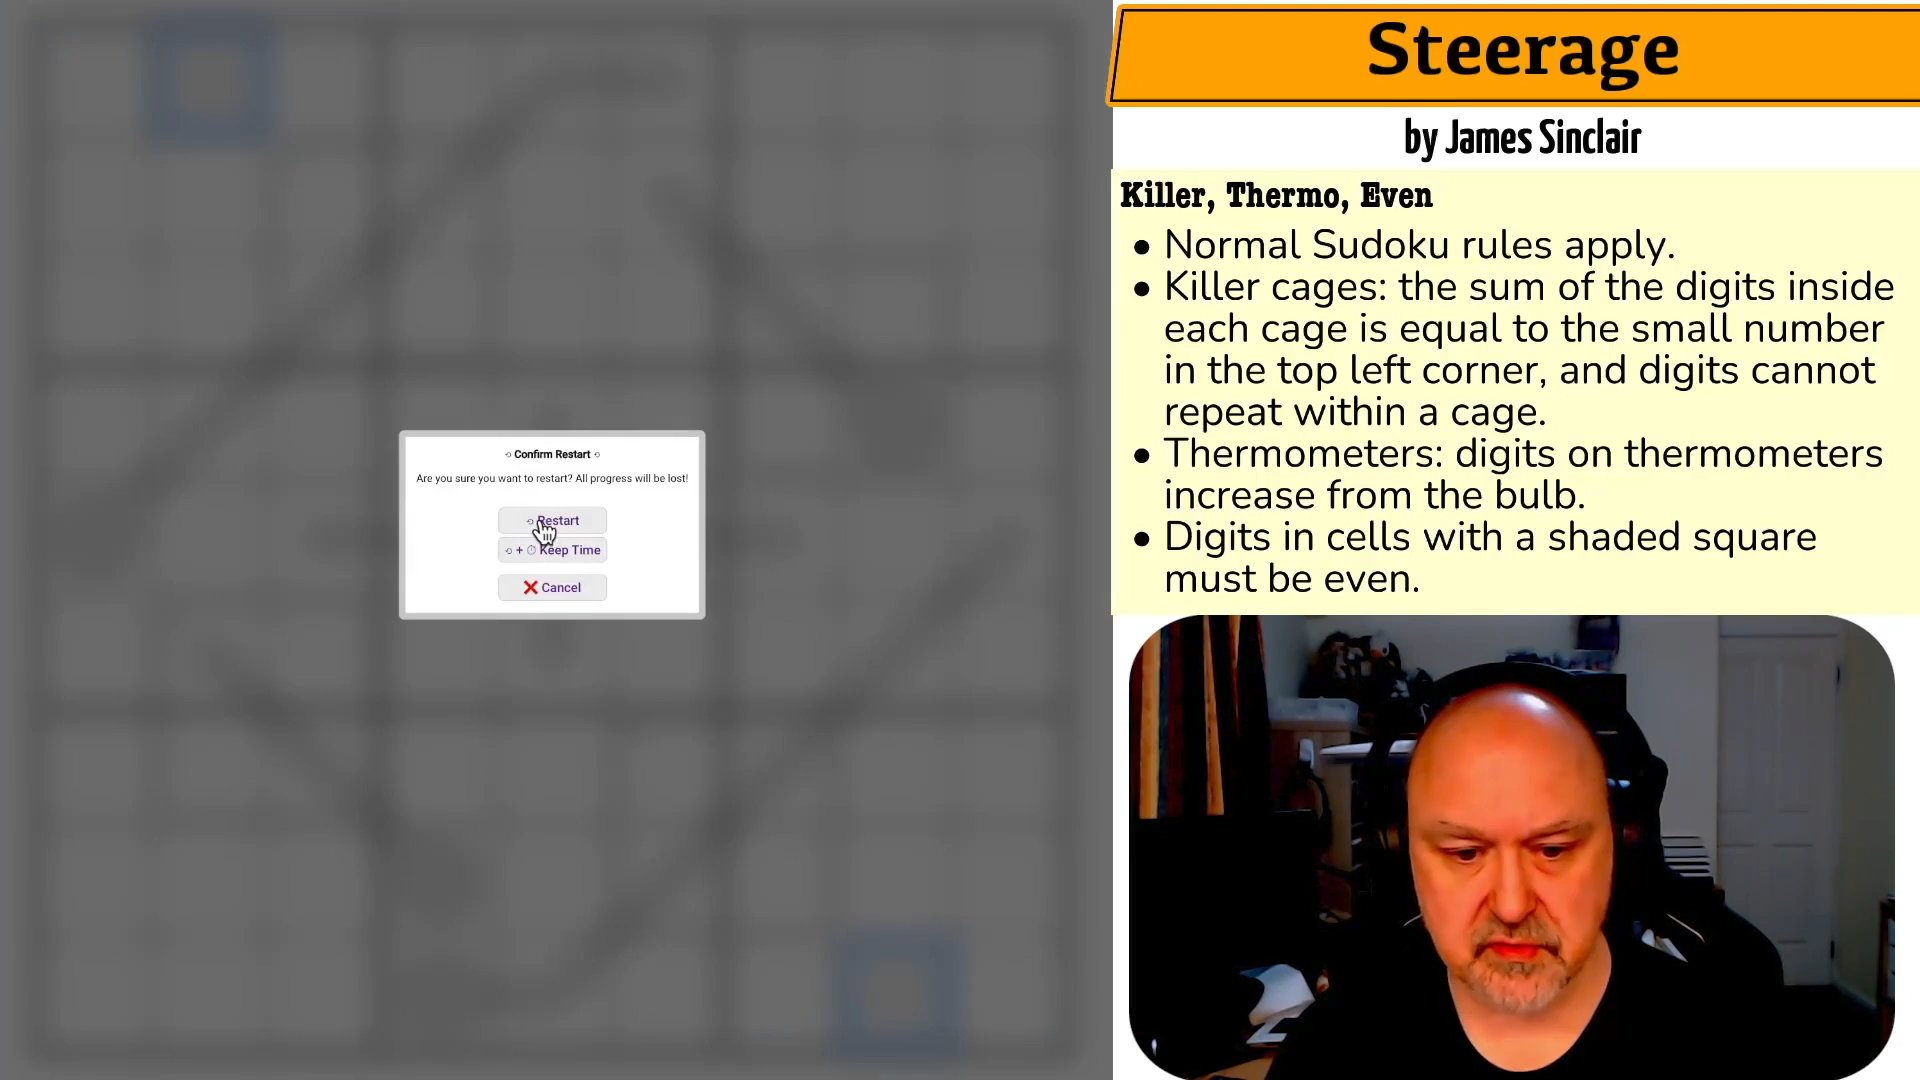 Steerage
by James Sinclair
Killer, Thermo, Even
• Normal Sudoku rules apply.
• Killer cages: the sum of the digits inside
each cage is equal to the small number
in the top left corner, and digits cannot
repeat within a cage.
• Thermometers: digits on thermometers
increase from the bulb.
• Digits in cells with a shaded square
must be even.
Confirm Restart
Are you sure you want to restart? All progress will be lost!
Restart
+ Keep Time
Cancel